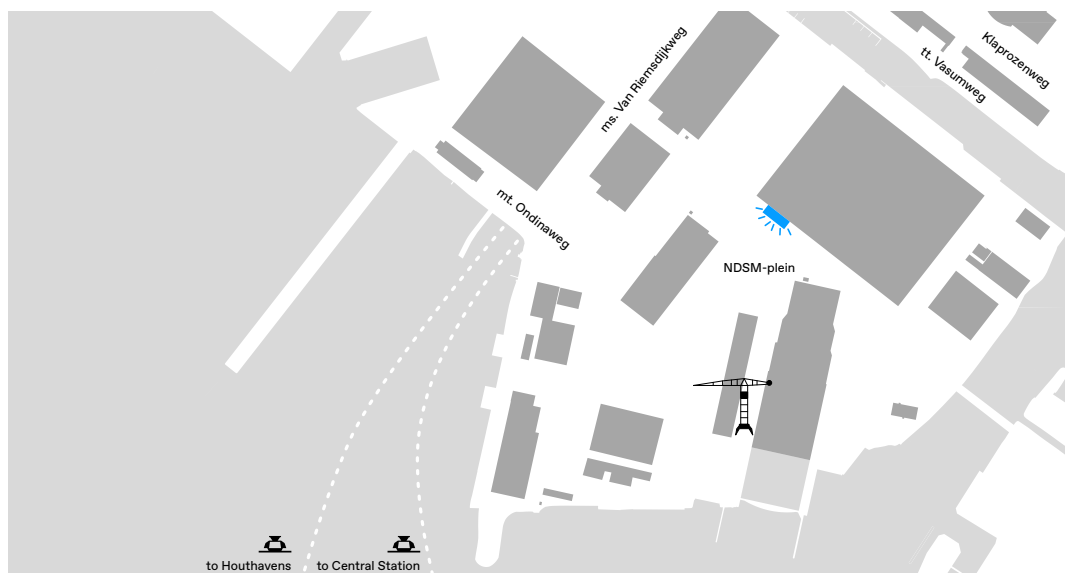 Klaprozenweg
tt. Vasumweg
ms. Van Riemsdijkweg
mt. Ondinaweg
NDSM-plein
to Houthavens
to Central Station